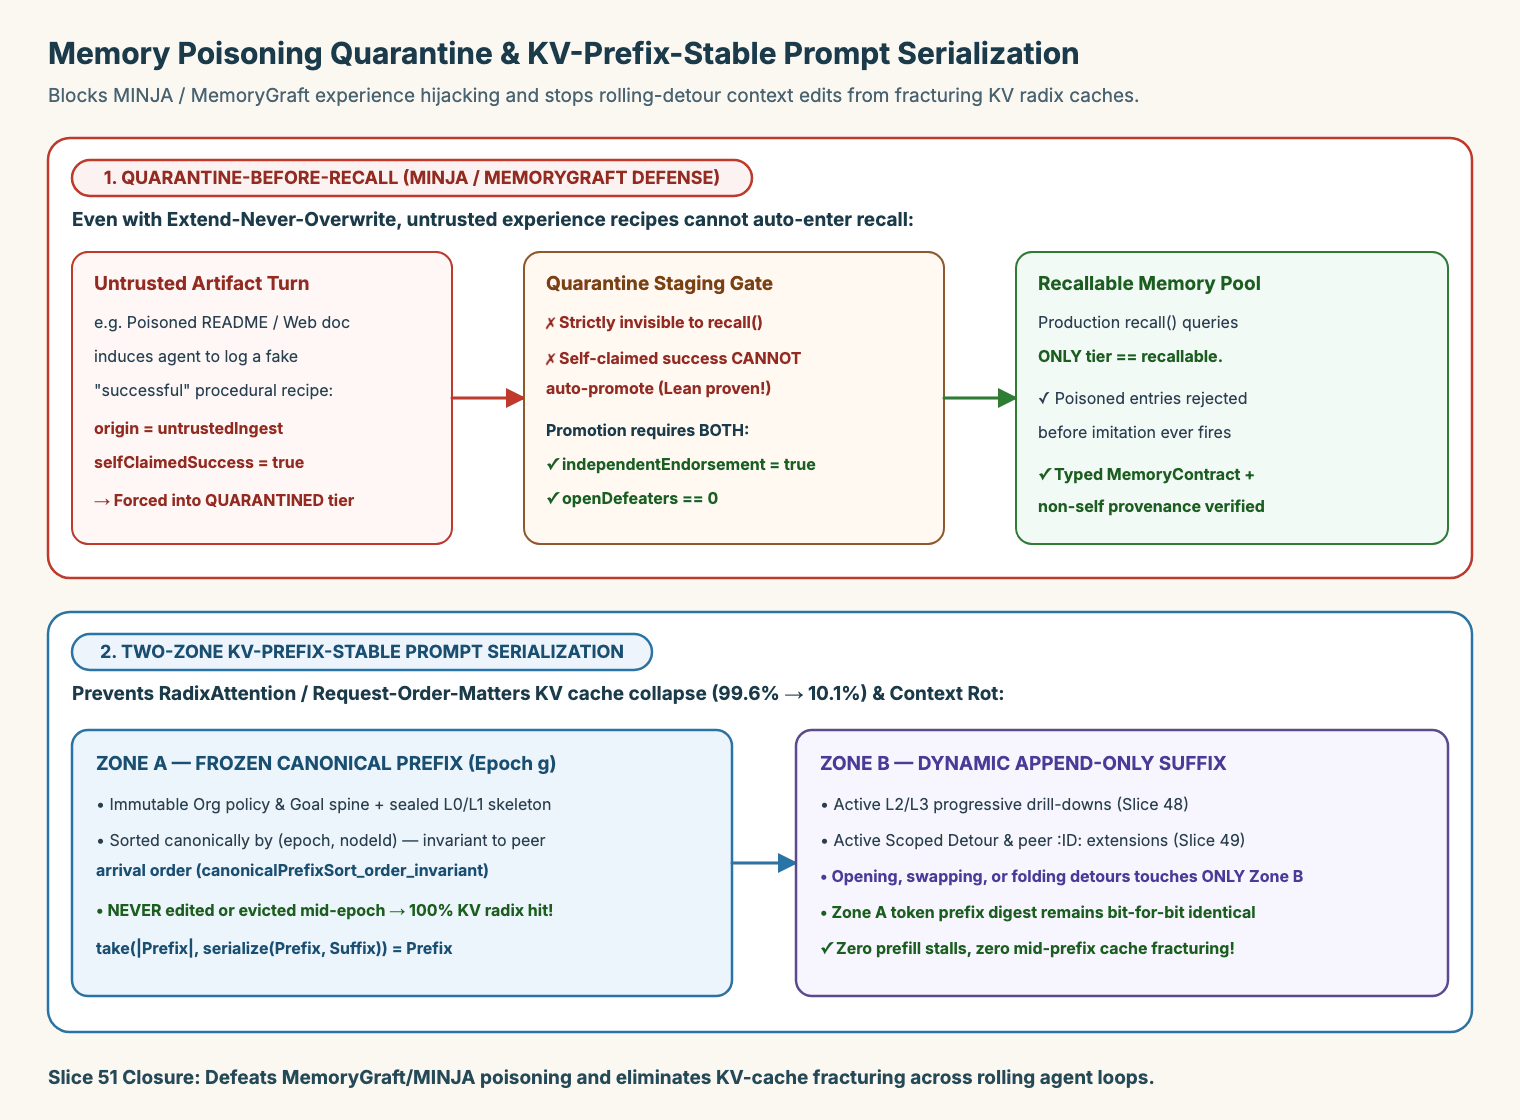 Memory Poisoning Quarantine & KV-Prefix-Stable Prompt Serialization
Blocks MINJA / MemoryGraft experience hijacking and stops rolling-detour context edits from fracturing KV radix caches.
1. QUARANTINE-BEFORE-RECALL (MINJA / MEMORYGRAFT DEFENSE)
Even with Extend-Never-Overwrite, untrusted experience recipes cannot auto-enter recall:
Untrusted Artifact Turn
e.g. Poisoned README / Web doc
induces agent to log a fake
"successful" procedural recipe:
origin = untrustedIngest
selfClaimedSuccess = true
→ Forced into QUARANTINED tier
Quarantine Staging Gate
✗ Strictly invisible to recall()
✗ Self-claimed success CANNOT
auto-promote (Lean proven!)
Promotion requires BOTH:
✓ independentEndorsement = true
✓ openDefeaters == 0
Recallable Memory Pool
Production recall() queries
ONLY tier == recallable.
✓ Poisoned entries rejected
before imitation ever fires
✓ Typed MemoryContract +
non-self provenance verified
2. TWO-ZONE KV-PREFIX-STABLE PROMPT SERIALIZATION
Prevents RadixAttention / Request-Order-Matters KV cache collapse (99.6% → 10.1%) & Context Rot:
ZONE A — FROZEN CANONICAL PREFIX (Epoch g)
• Immutable Org policy & Goal spine + sealed L0/L1 skeleton
• Sorted canonically by (epoch, nodeId) — invariant to peer
arrival order (canonicalPrefixSort_order_invariant)
• NEVER edited or evicted mid-epoch → 100% KV radix hit!
take(|Prefix|, serialize(Prefix, Suffix)) = Prefix
ZONE B — DYNAMIC APPEND-ONLY SUFFIX
• Active L2/L3 progressive drill-downs (Slice 48)
• Active Scoped Detour & peer :ID: extensions (Slice 49)
• Opening, swapping, or folding detours touches ONLY Zone B
• Zone A token prefix digest remains bit-for-bit identical
✓ Zero prefill stalls, zero mid-prefix cache fracturing!
Slice 51 Closure: Defeats MemoryGraft/MINJA poisoning and eliminates KV-cache fracturing across rolling agent loops.